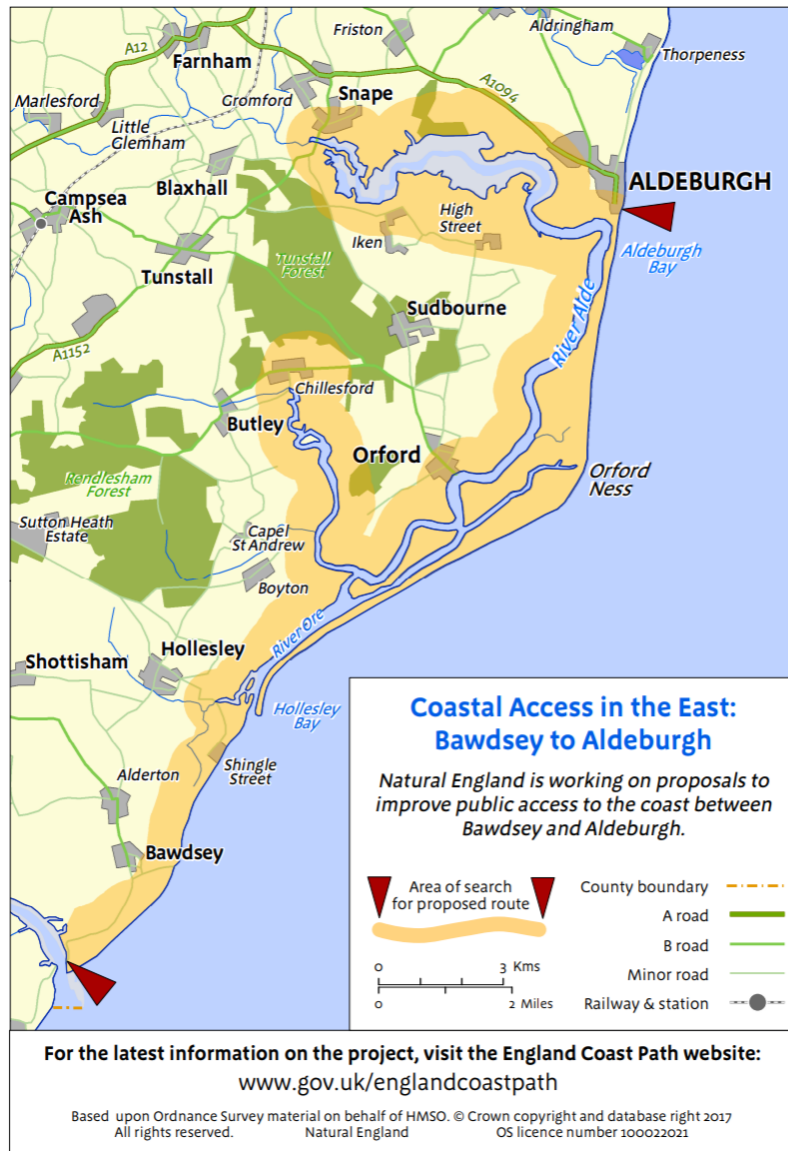 Friston
Aldringham
A12
Farnham
Thorpeness
Gromford
Snape
A1094
Marlesford
Little
Glemham
Blaxhall
ALDEBURGH
Campsea
Ash
High
Street
Iken
Aldeburgh
Bay
Tunstall
Tunstall
Forest
River Alde
Sudbourne
A1152
Chillesford
Butley
Orford
Orford
Ness
Rendlesham
Forest
Sutton Heath
Estate
Capel
St Andrew
Boyton
River Ore
Hollesley
Shottisham
Hollesley
Bay
Shingle
Street
Alderton
Bawdsey
Coastal Access in the East:
Bawdsey to Aldeburgh
Natural England is working on proposals to
improve public access to the coast between
Bawdsey and Aldeburgh.
Area of search
for proposed route
0 3 Kms
0 2 Miles
County boundary
A road
B road
Minor road
Railway & station
For the latest information on the project, visit the England Coast Path website:
www.gov.uk/englandcoastpath
Based upon Ordnance Survey material on behalf of HMSO. © Crown copyright and database right 2017
All rights reserved. Natural England OS licence number 100022021